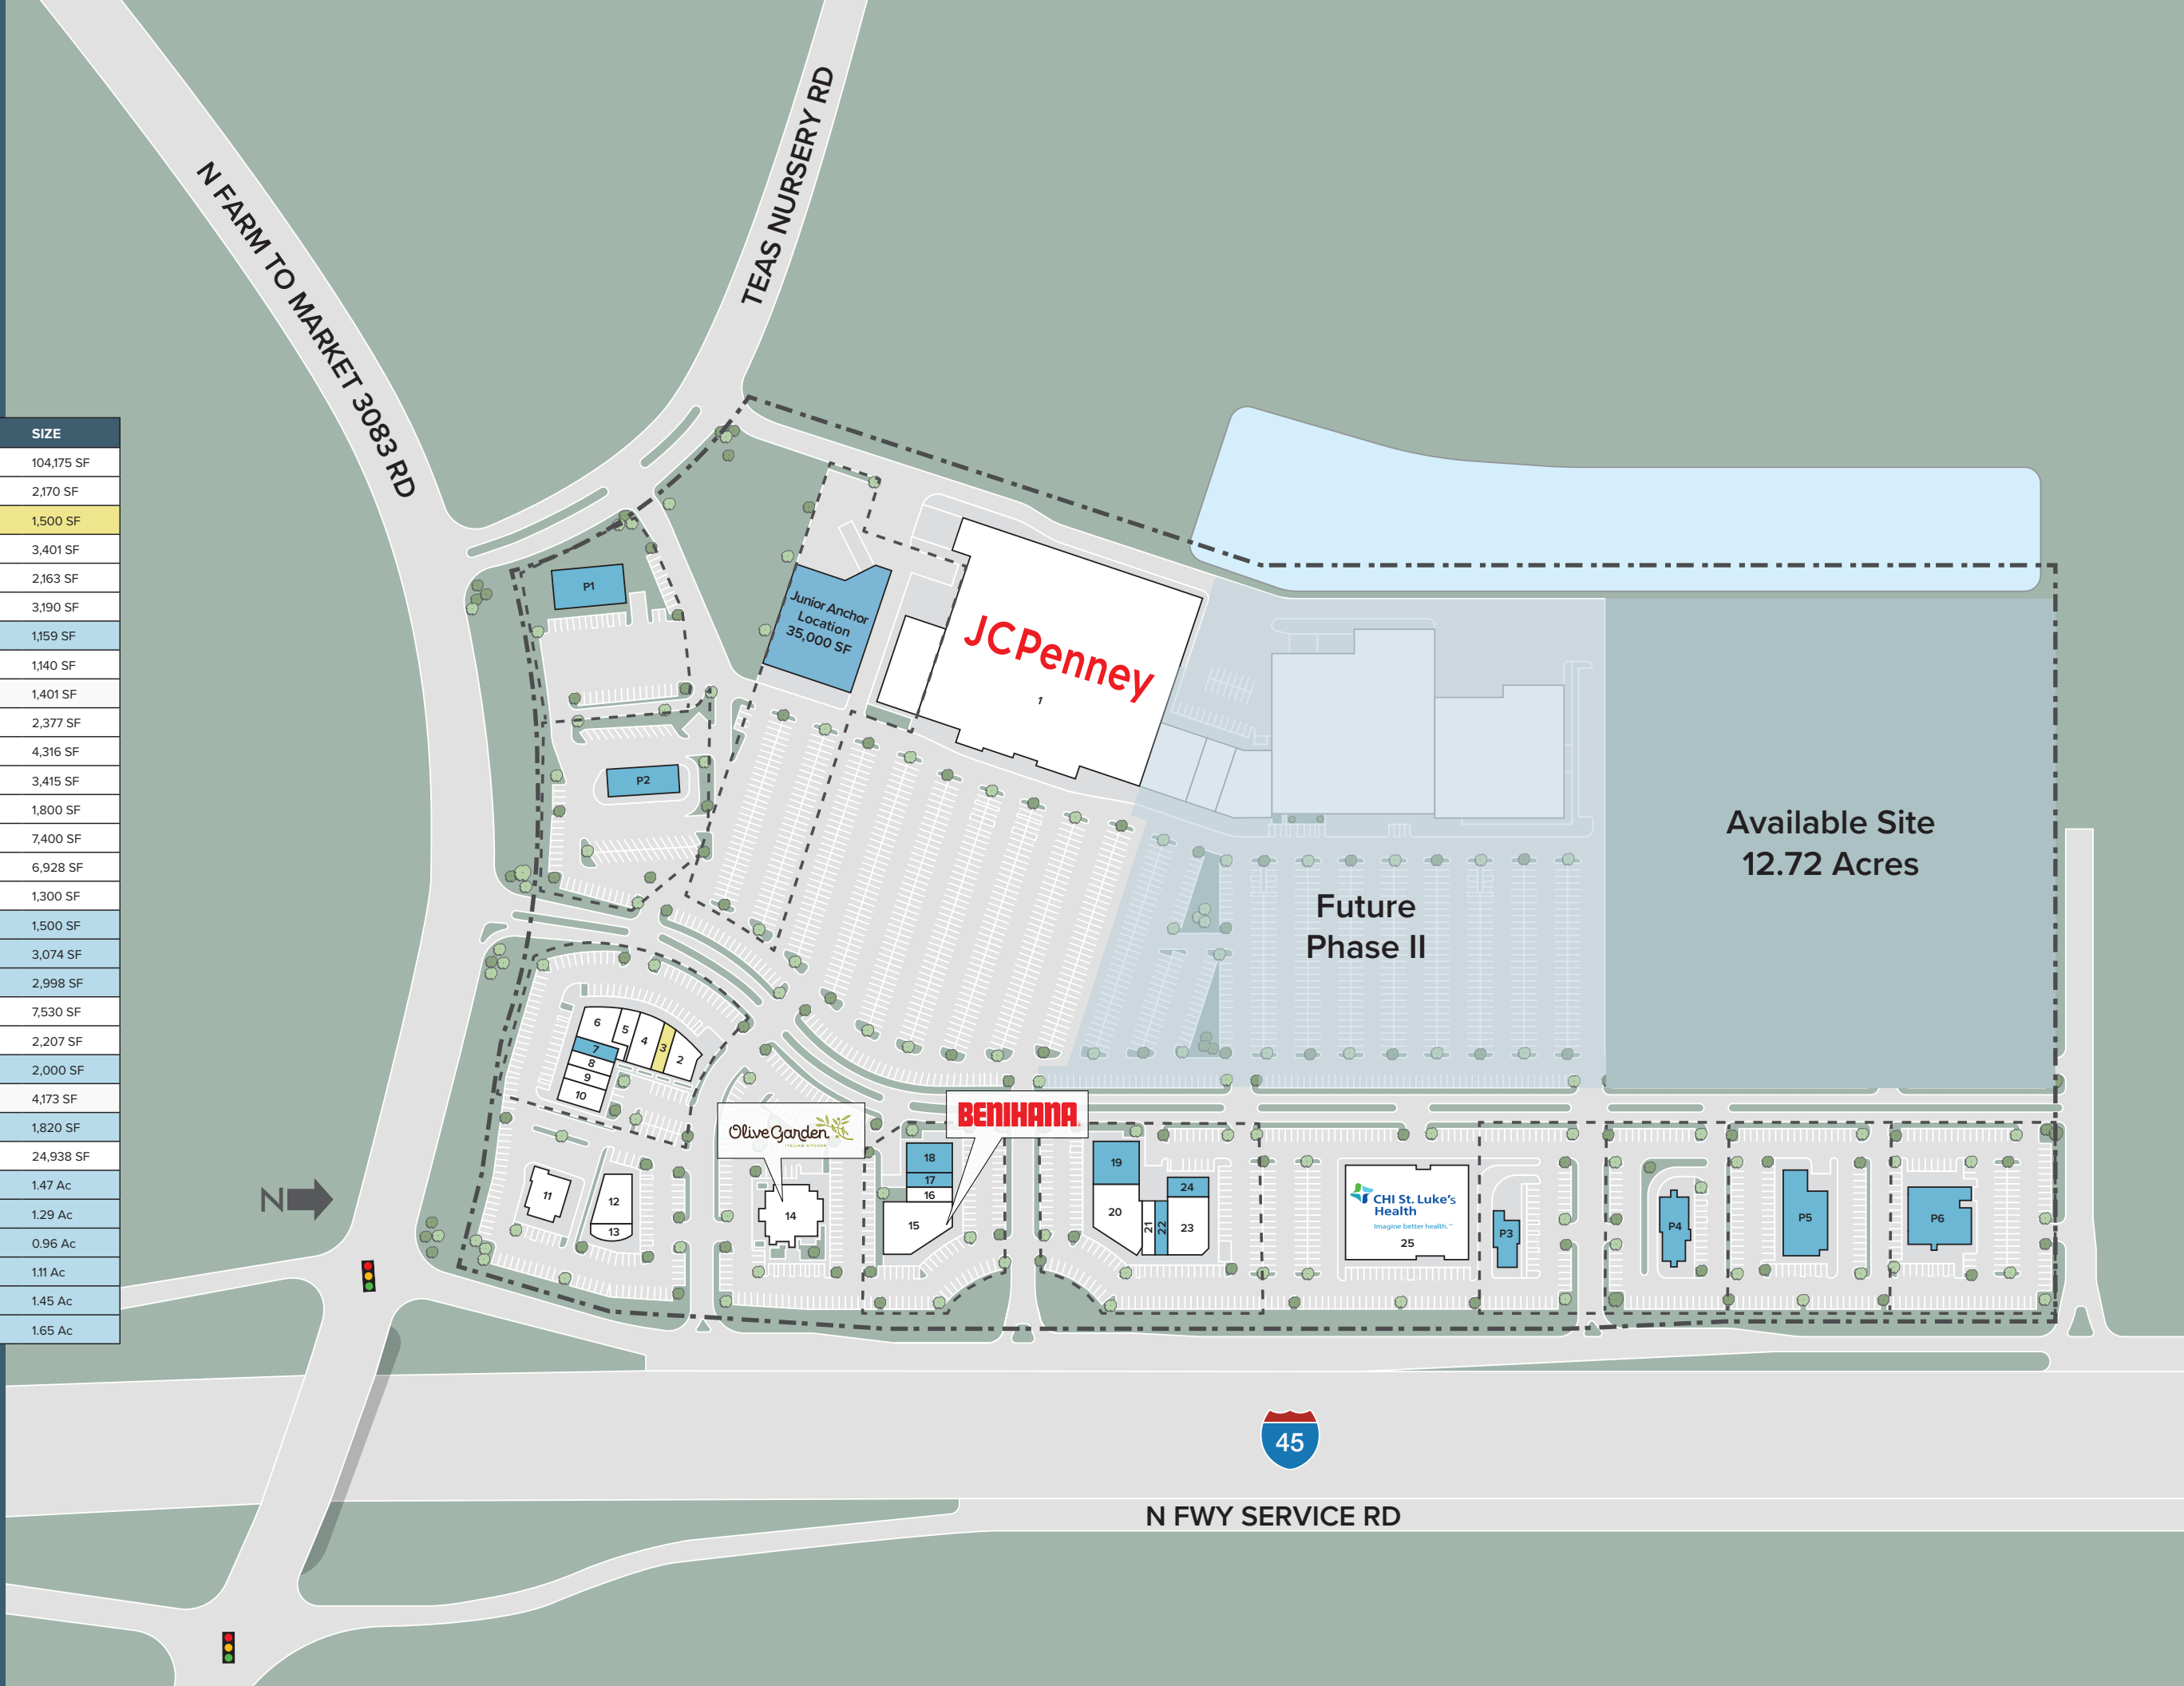 N FARM TO MARKET 3083 RD
TEAS NURSERY RD
SIZE
104,175 SF
2,170 SF
1,500 SF
3,401 SF
2,163 SF
3,190 SF
1,159 SF
1,140 SF
1,401 SF
2,377 SF
4,316 SF
3,415 SF
1,800 SF
7,400 SF
6,928 SF
1,300 SF
1,500 SF
3,074 SF
2,998 SF
7,530 SF
2,207 SF
2,000 SF
4,173 SF
1,820 SF
24,938 SF
1.47 Ac
1.29 Ac
0.96 Ac
1.11 Ac
1.45 Ac
1.65 Ac
P1
Junior Anchor
Location
35,000 SF
JCPenney
1
P2
Available Site
12.72 Acres
Future
Phase II
6
5
4
3
2
7
8
9
10
Olive Garden
ITALIAN KITCHEN
BENIHANA
11
12
13
14
18
17
16
15
19
20
21
22
24
23
CHI St. Luke's
Health
Imagine better health.™
25
P3
P4
P5
P6
N
45
N FWY SERVICE RD